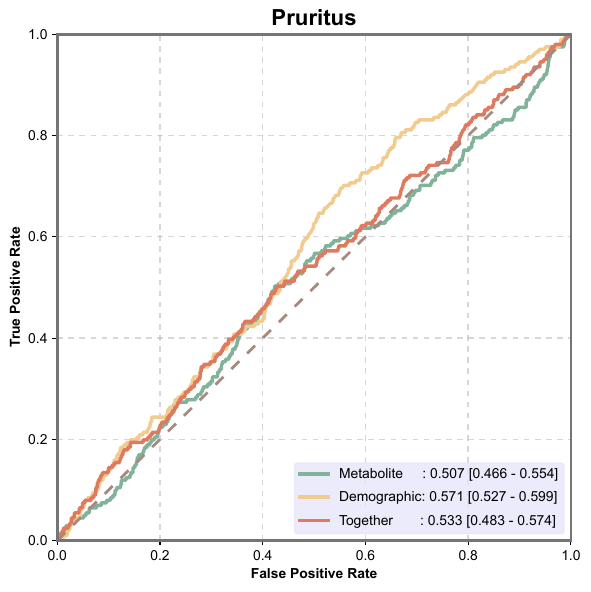 Pruritus
1.0
0.8
0.6
0.4
0.2
0.0
True Positive Rate
Metabolite : 0.507 [0.466 - 0.554]
Demographic: 0.571 [0.527 - 0.599]
Together : 0.533 [0.483 - 0.574]
0.0 0.2 0.4 0.6 0.8 1.0
False Positive Rate